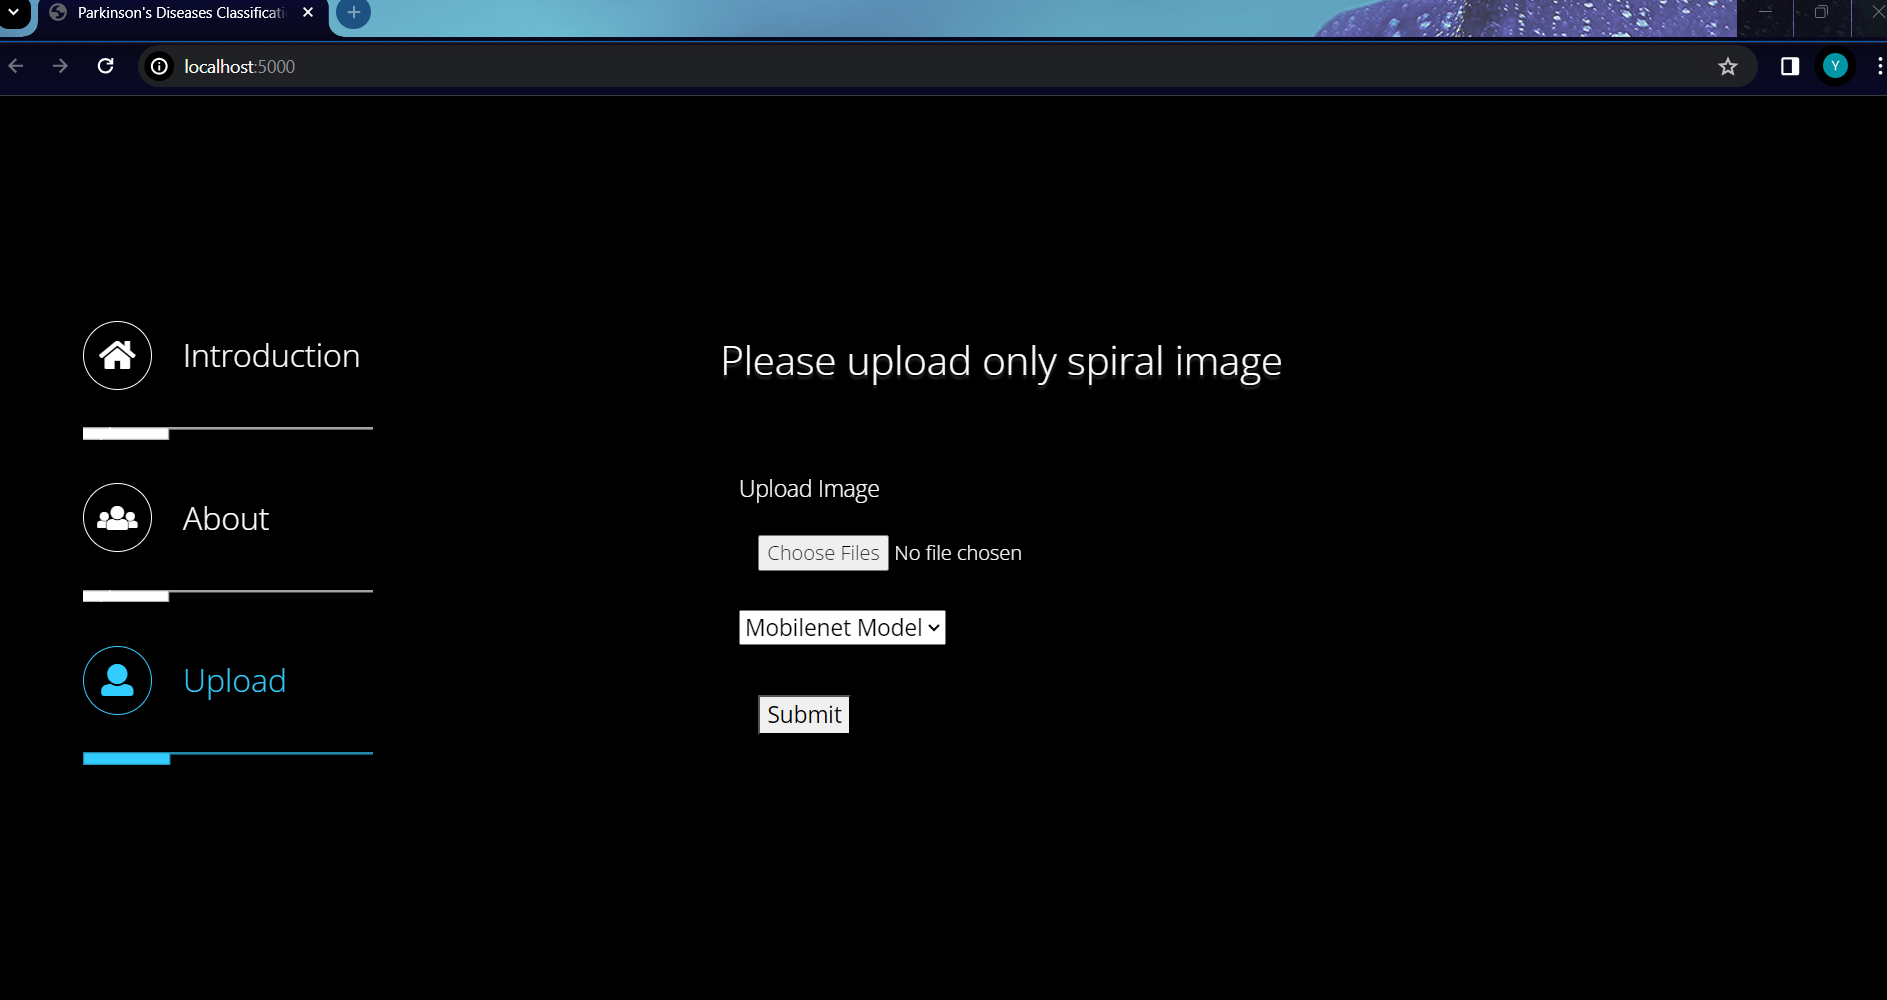 Parkinson's Diseases Classificati
localhost:5000
Y
Introduction
About
Upload
Please upload only spiral image
Upload Image
Choose Files No file chosen
Mobilenet Model
Submit